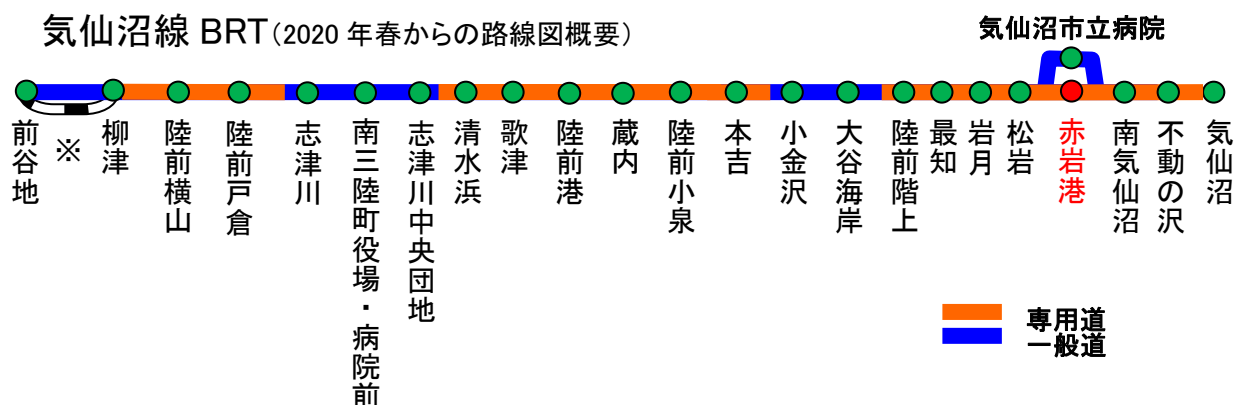 気仙沼線 BRT(2020 年春からの路線図概要)
気仙沼市立病院
前谷地
※
柳津
陸前横山
陸前戸倉
志津川
南三陸町役場・病院前
志津川中央団地
清水浜
歌津
陸前港
蔵内
陸前小泉
本吉
小金沢
大谷海岸
陸前階上
最知
岩月
松岩
赤岩港
南気仙沼
不動の沢
気仙沼
専用道
一般道